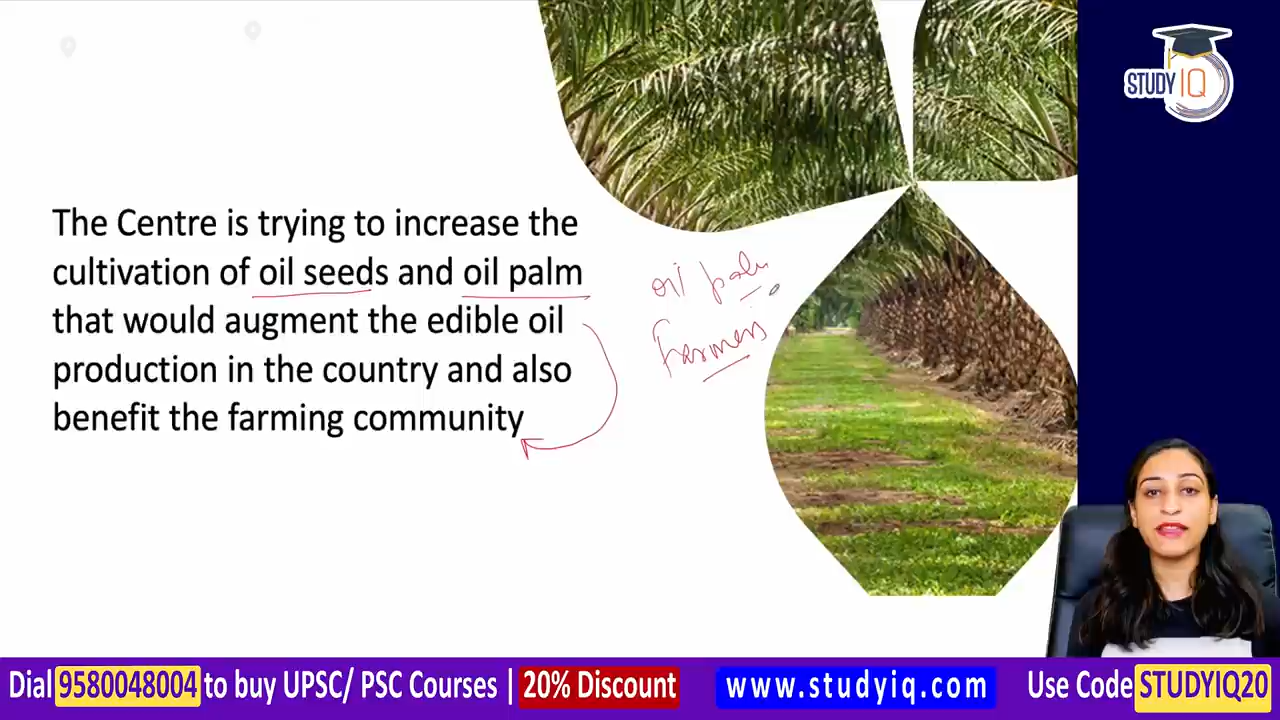 STUDY IQ
The Centre is trying to increase the
cultivation of oil seeds and oil palm
that would augment the edible oil
production in the country and also
benefit the farming community
oil palm
Farmers
Dial 9580048004 to buy UPSC/ PSC Courses | 20% Discount www.studyiq.com Use Code STUDYIQ20